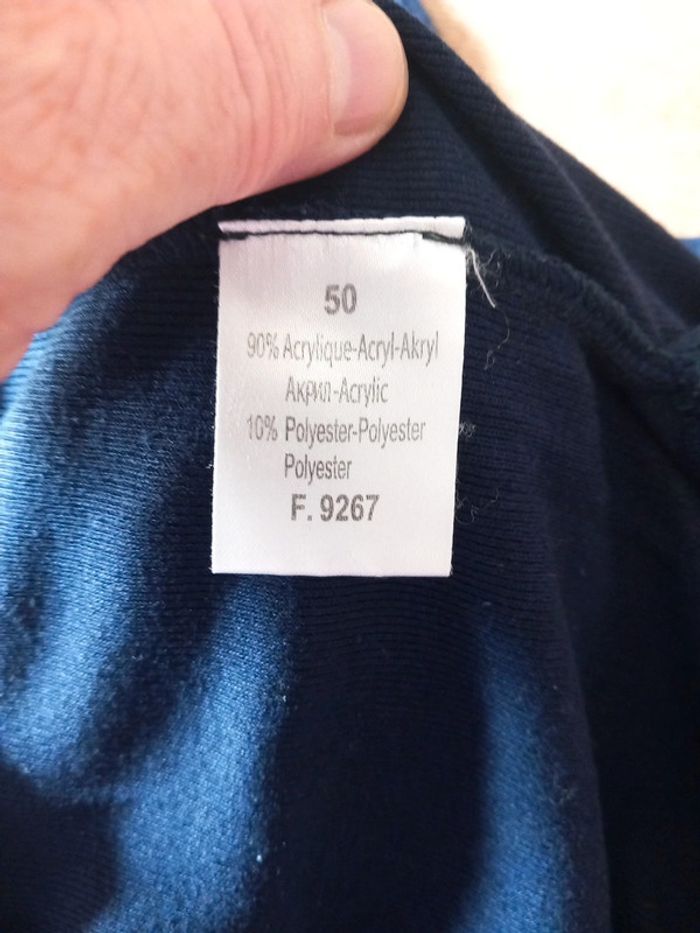 50
90% Acrylique-Acryl-Akryl
Акрил-Acrylic
10% Polyester-Polyester
Polyester
F. 9267